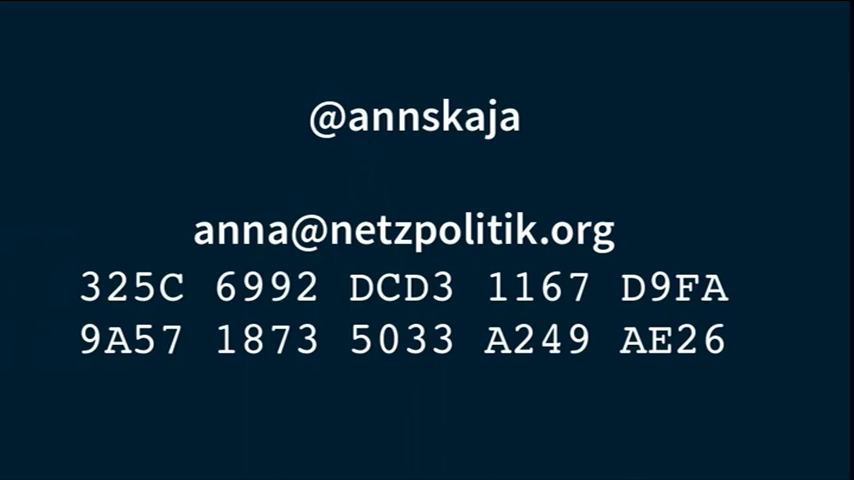 @annskaja
anna@netzpolitik.org
325C 6992 DCD3 1167 D9FA
9A57 1873 5033 A249 AE26